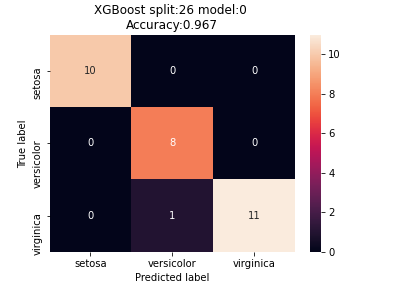 XGBoost split:26 model:0
Accuracy:0.967
setosa 10 0 0
versicolor 0 8 0
virginica 0 1 11
True label
setosa versicolor virginica
Predicted label
10
8
6
4
2
0